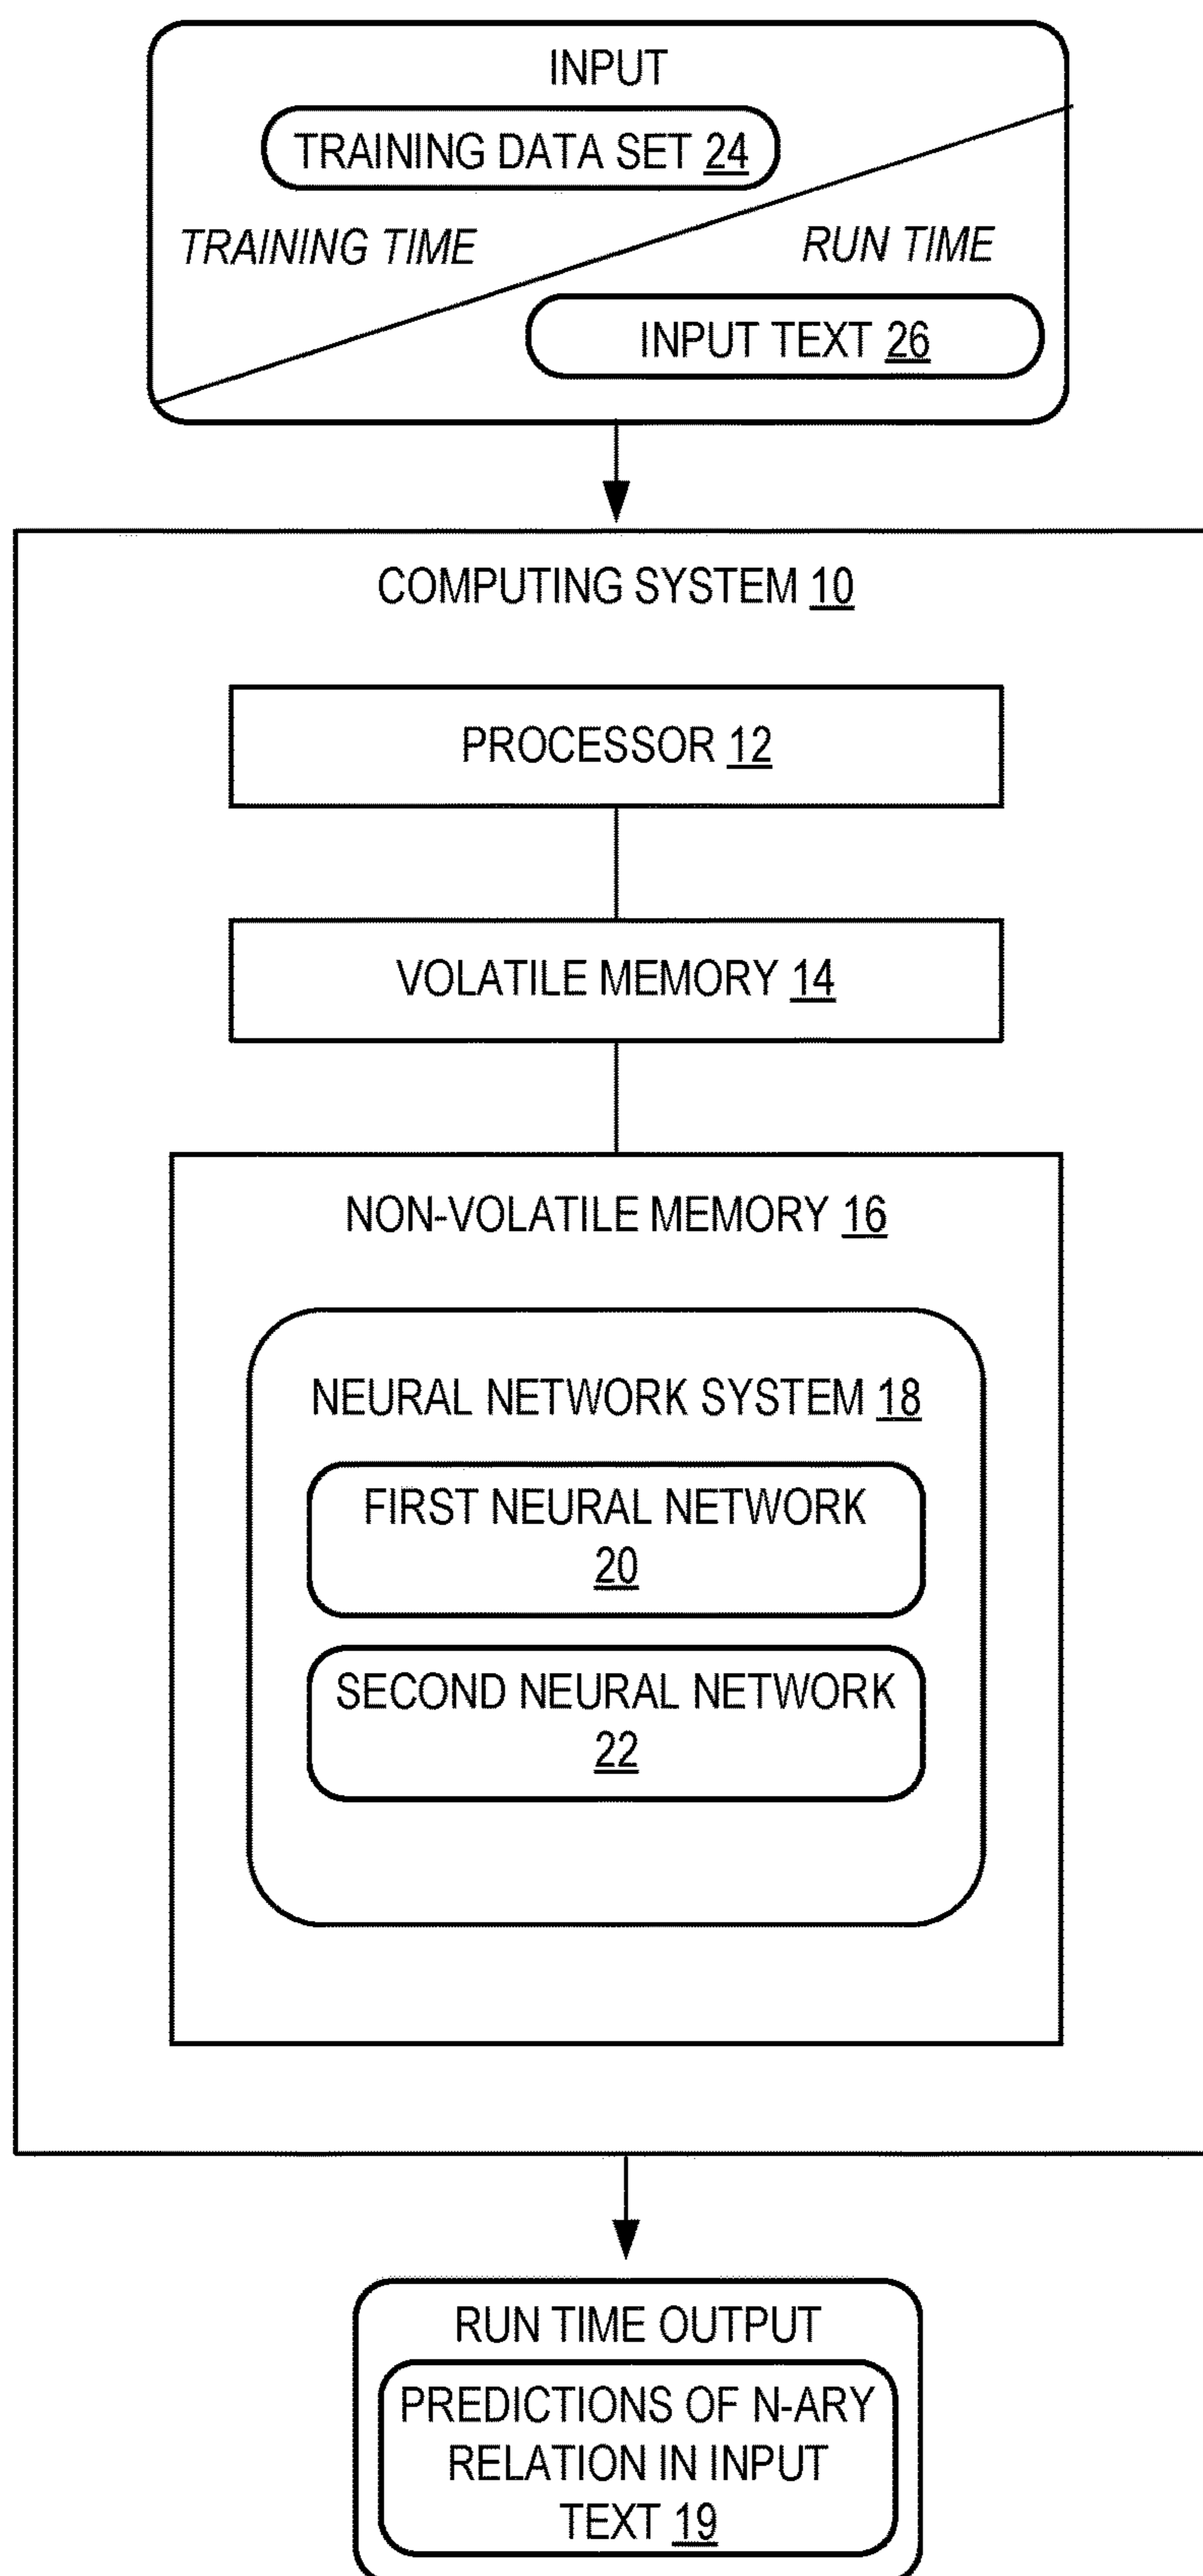 INPUT
TRAINING DATA SET 24
TRAINING TIME
RUN TIME
INPUT TEXT 26
COMPUTING SYSTEM 10
PROCESSOR 12
VOLATILE MEMORY 14
NON-VOLATILE MEMORY 16
NEURAL NETWORK SYSTEM 18
FIRST NEURAL NETWORK
20
SECOND NEURAL NETWORK
22
RUN TIME OUTPUT
PREDICTIONS OF N-ARY
RELATION IN INPUT
TEXT 19